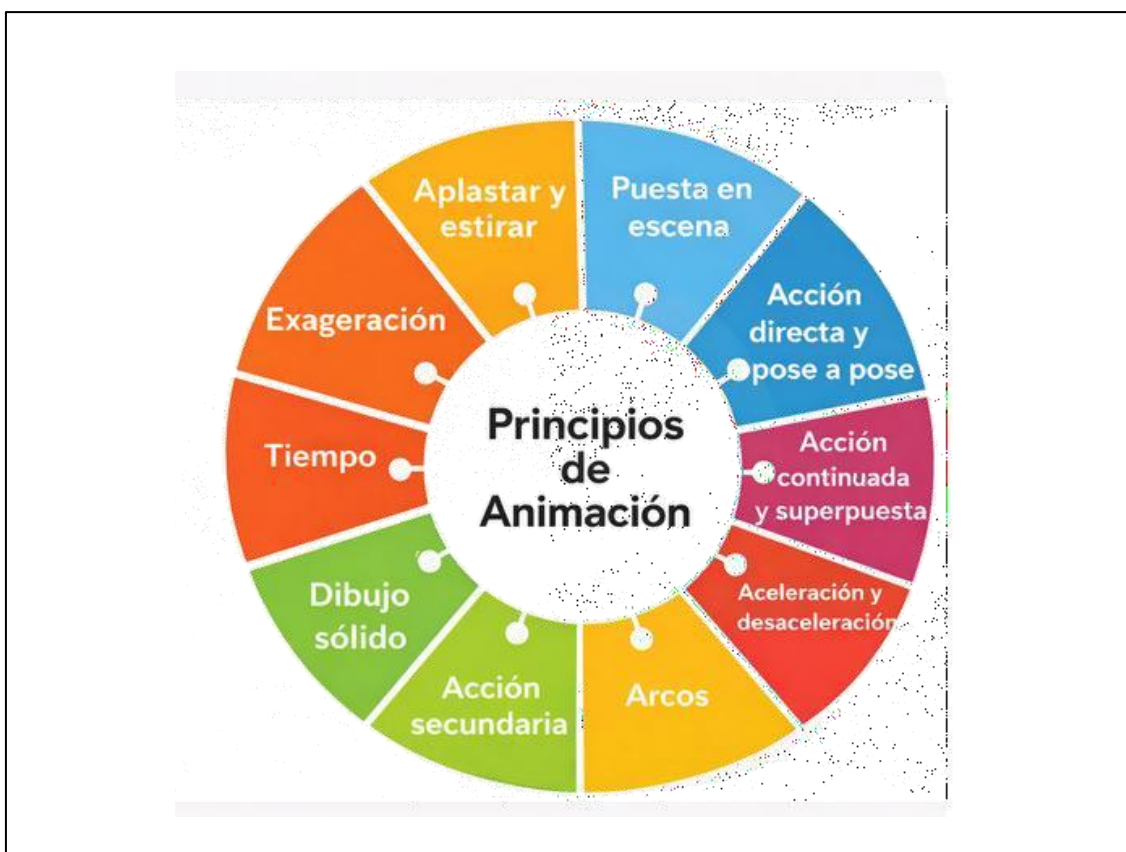 Principios
de
Animación
Aplastar y
estirar
Puesta en
escena
Acción
directa y
pose a pose
Acción
continuada
y superpuesta
Aceleración y
desaceleración
Arcos
Acción
secundaria
Dibujo
sólido
Tiempo
Exageración